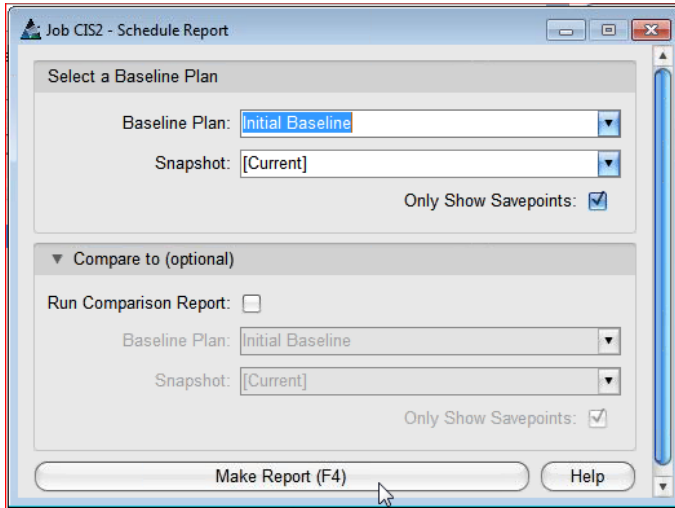 Job CIS2 - Schedule Report
Select a Baseline Plan
Baseline Plan: Initial Baseline
Snapshot: [Current]
Only Show Savepoints:
Compare to (optional)
Run Comparison Report:
Baseline Plan: Initial Baseline
Snapshot: [Current]
Only Show Savepoints:
Make Report (F4) Help